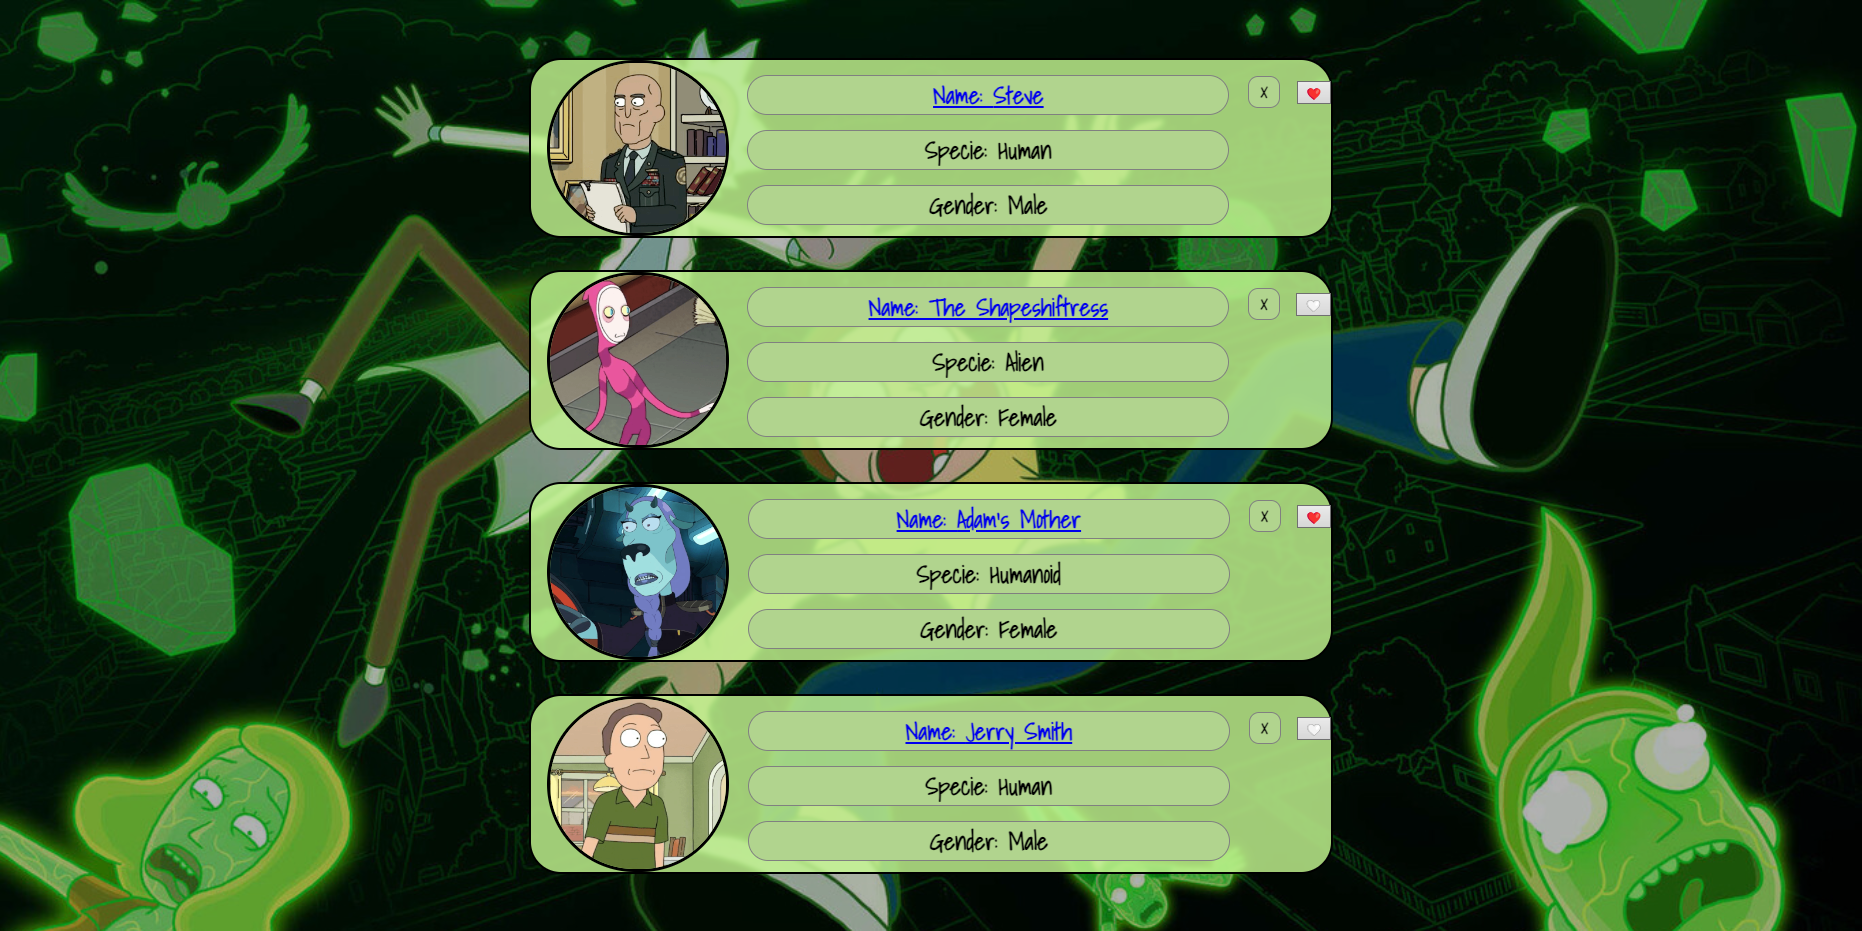 Name: Steve
X
Specie: Human
Gender: Male
Name: The Shapeshiftress
X
Specie: Alien
Gender: Female
Name: Adam's Mother
X
Specie: Humanoid
Gender: Female
Name: Jerry Smith
X
Specie: Human
Gender: Male